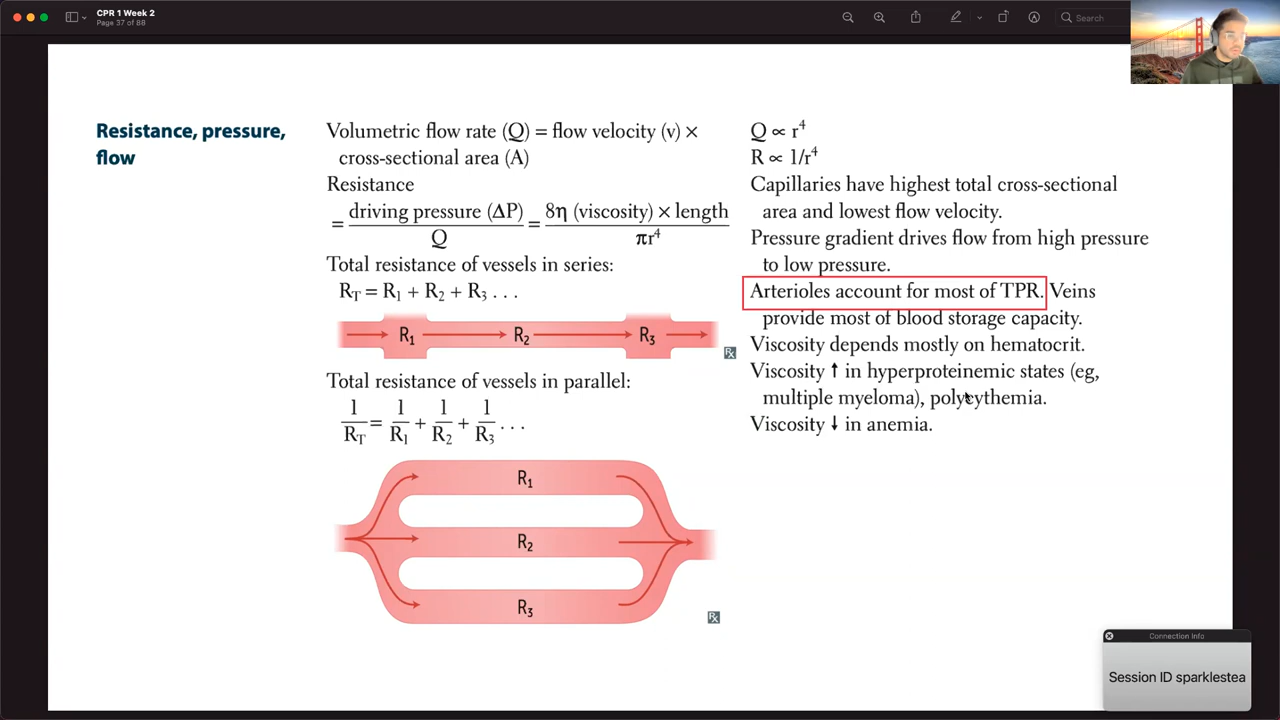 CPR 1 Week 2
Page 37 of 88
Search
Resistance, pressure,
flow
Volumetric flow rate (Q) = flow velocity (v) ×
cross-sectional area (A)
Resistance
= driving pressure (ΔP) / Q = 8η (viscosity) × length / πr⁴
Total resistance of vessels in series:
R_T = R₁ + R₂ + R₃ . . .
R₁ R₂ R₃
Rx
Total resistance of vessels in parallel:
1/R_T = 1/R₁ + 1/R₂ + 1/R₃ . . .
R₁
R₂
R₃
Rx
Q ∝ r⁴
R ∝ 1/r⁴
Capillaries have highest total cross-sectional
area and lowest flow velocity.
Pressure gradient drives flow from high pressure
to low pressure.
Arterioles account for most of TPR. Veins
provide most of blood storage capacity.
Viscosity depends mostly on hematocrit.
Viscosity ↑ in hyperproteinemic states (eg,
multiple myeloma), polycythemia.
Viscosity ↓ in anemia.
Connection Info
Session ID sparklestea